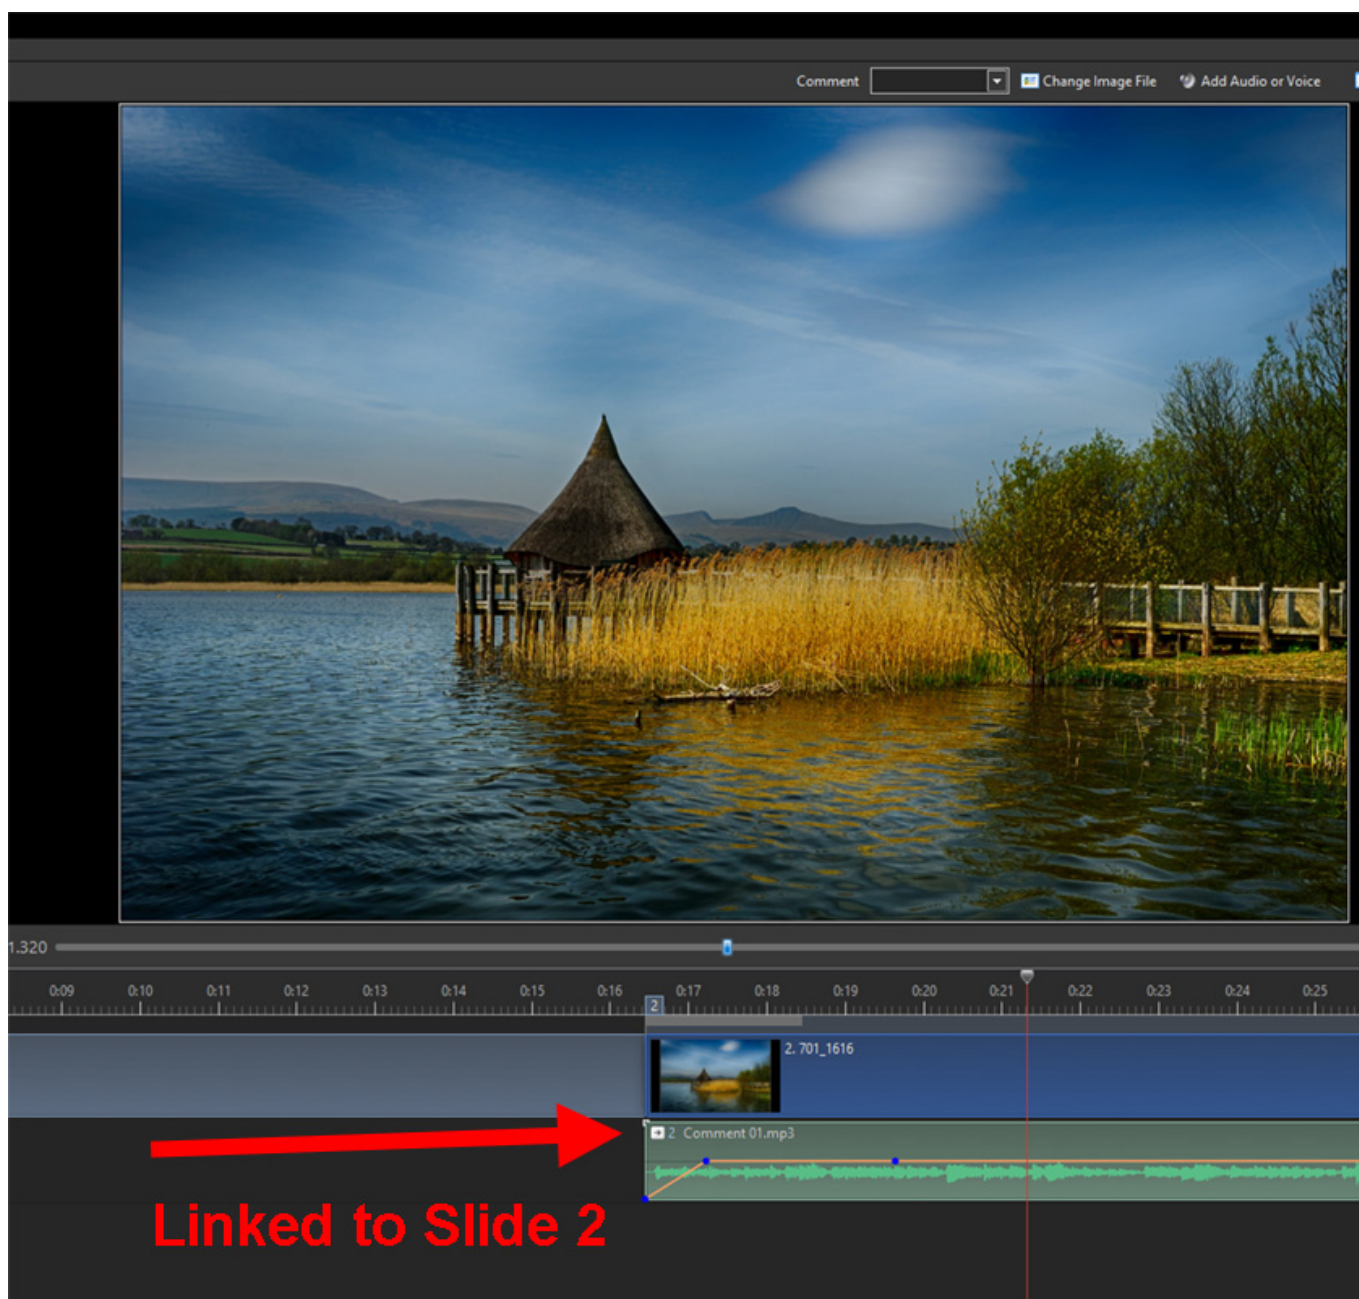 Comment Change Image File Add Audio or Voice
1.320
0:09 0:10 0:11 0:12 0:13 0:14 0:15 0:16 0:17 0:18 0:19 0:20 0:21 0:22 0:23 0:24 0:25
2
2. 701_1616
2 Comment 01.mp3
Linked to Slide 2